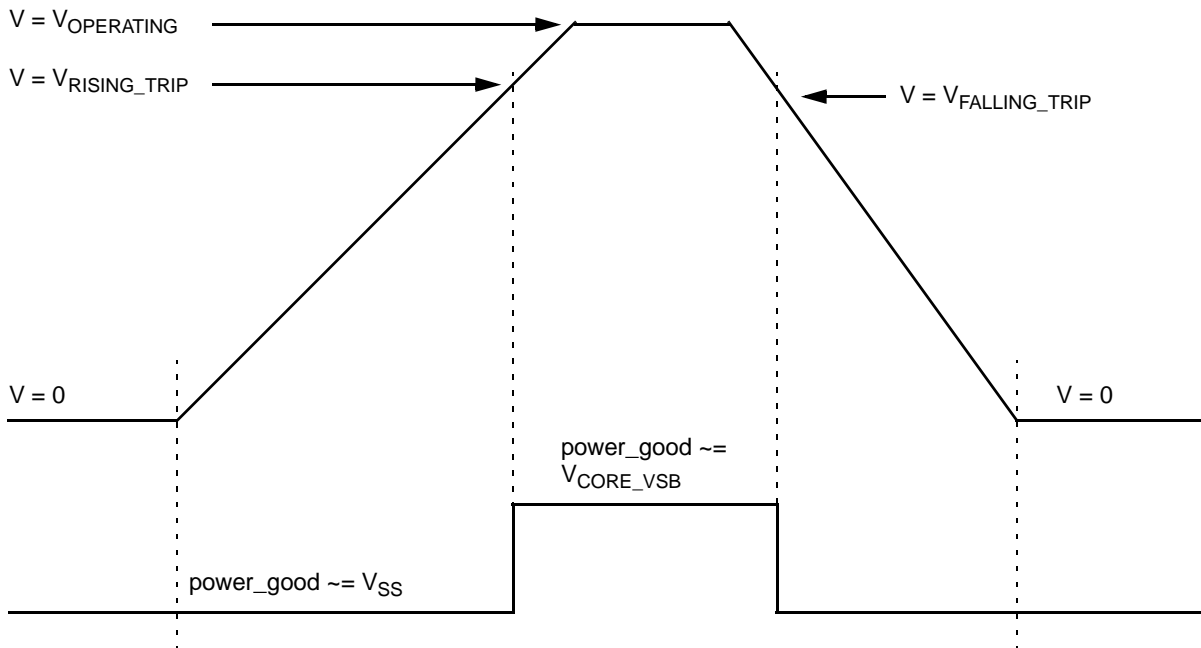 V = V_OPERATING
V = V_RISING_TRIP
V = V_FALLING_TRIP
V = 0
V = 0
power_good ~=
V_CORE_VSB
power_good ~= V_SS